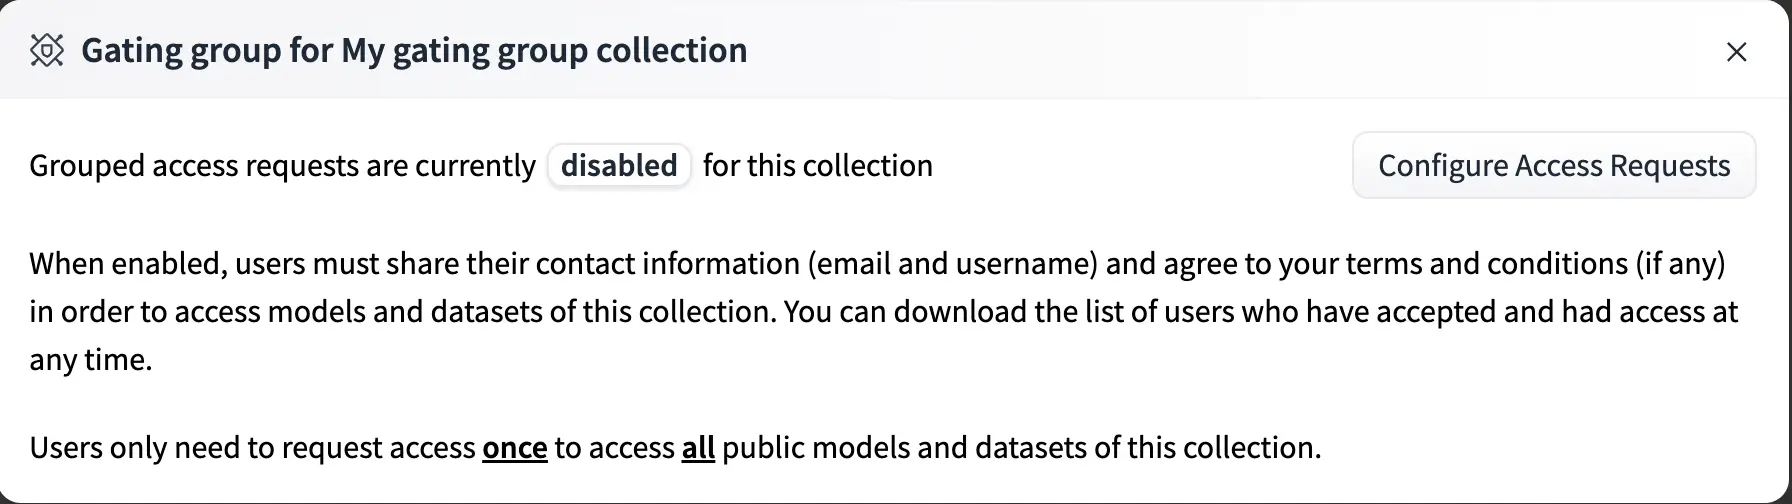 Gating group for My gating group collection
Grouped access requests are currently disabled for this collection
Configure Access Requests
When enabled, users must share their contact information (email and username) and agree to your terms and conditions (if any)
in order to access models and datasets of this collection. You can download the list of users who have accepted and had access at
any time.
Users only need to request access once to access all public models and datasets of this collection.